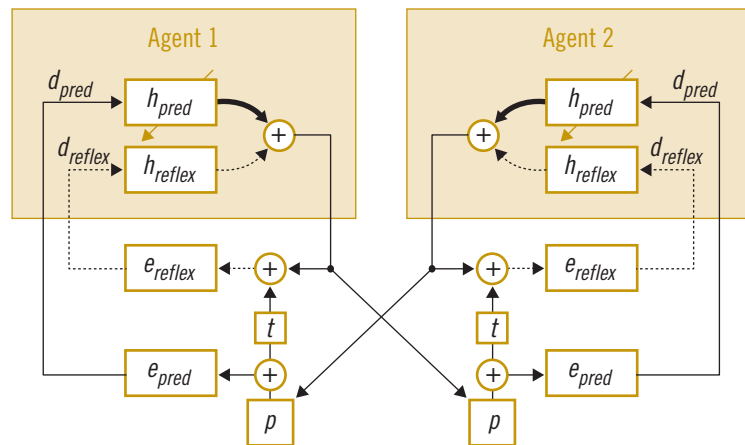 Agent 1
Agent 2
d_pred
h_pred
+
h_pred
d_pred
+
d_reflex
h_reflex
h_reflex
d_reflex
e_reflex
+
+
e_reflex
t
t
e_pred
+
+
e_pred
p
p